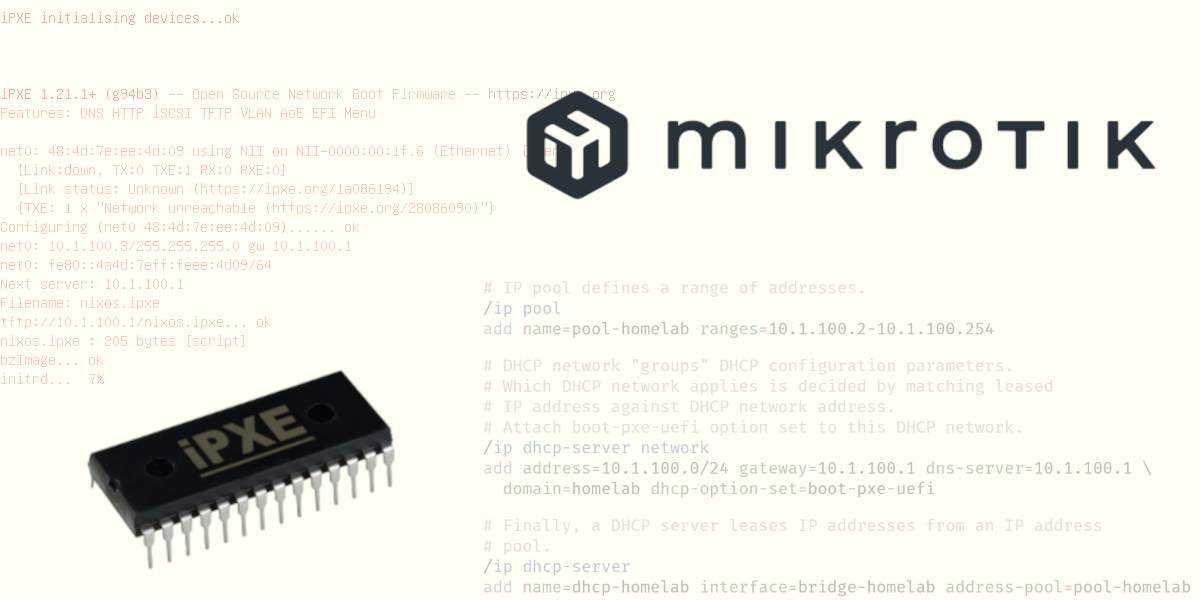 iPXE initialising devices...ok
iPXE 1.21.1+ (g94b3) -- Open Source Network Boot Firmware -- https://ipxe.org
Features: DNS HTTP iSCSI TFTP VLAN AoE EFI Menu
net0: 48:4d:7e:ee:4d:09 using NII on NII-0000:00:1f.6 (Ethernet)
[Link:down, TX:0 TXE:1 RX:0 RXE:0]
[Link status: Unknown (https://ipxe.org/1a086194)]
[TXE: 1 x "Network unreachable (https://ipxe.org/28086090)"]
Configuring (net0 48:4d:7e:ee:4d:09)...... ok
net0: 10.1.100.3/255.255.255.0 gw 10.1.100.1
net0: fe80::4a4d:7eff:feee:4d09/64
Next server: 10.1.100.1
Filename: nixos.ipxe
tftp://10.1.100.1/nixos.ipxe... ok
nixos.ipxe : 205 bytes [script]
bzImage... ok
initrd... 7%
iPXE
mikrotik
# IP pool defines a range of addresses.
/ip pool
add name=pool-homelab ranges=10.1.100.2-10.1.100.254
# DHCP network "groups" DHCP configuration parameters.
# Which DHCP network applies is decided by matching leased
# IP address against DHCP network address.
# Attach boot-pxe-uefi option set to this DHCP network.
/ip dhcp-server network
add address=10.1.100.0/24 gateway=10.1.100.1 dns-server=10.1.100.1 \
domain=homelab dhcp-option-set=boot-pxe-uefi
# Finally, a DHCP server leases IP addresses from an IP address
# pool.
/ip dhcp-server
add name=dhcp-homelab interface=bridge-homelab address-pool=pool-homelab